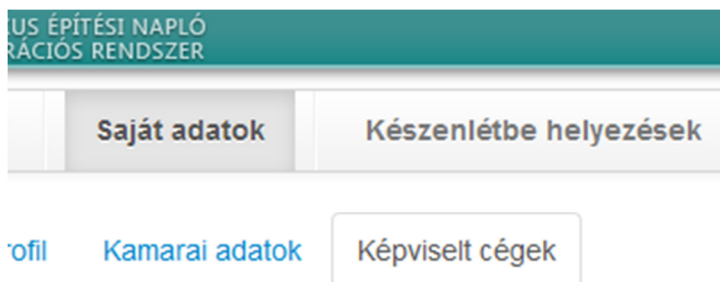 KUS ÉPÍTÉSI NAPLÓ
RÁCIÓS RENDSZER
Saját adatok Készenlétbe helyezések
rofil Kamarai adatok Képviselt cégek